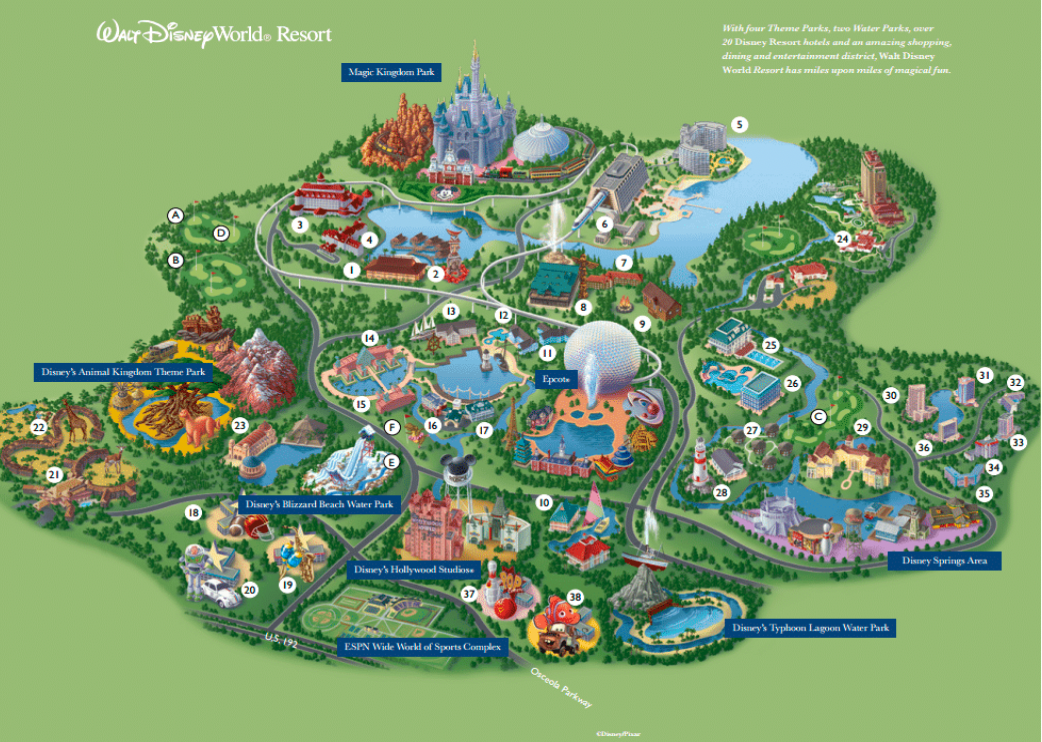 WALT DISNEY World® Resort
With four Theme Parks, two Water Parks, over
20 Disney Resort hotels and an amazing shopping,
dining and entertainment district, Walt Disney
World Resort has miles upon miles of magical fun.
Magic Kingdom Park
5
A
D
B
3
4
6
24
1
2
7
8
9
13
12
14
11
25
Disney's Animal Kingdom Theme Park
Epcot®
26
31
32
30
15
C
22
23
F
16
17
27
29
36
33
E
34
21
28
35
Disney's Blizzard Beach Water Park
18
10
Disney Springs Area
Disney's Hollywood Studios®
19
20
37
38
Disney's Typhoon Lagoon Water Park
U.S. 192
ESPN Wide World of Sports Complex
Osceola Parkway
©Disney/Pixar